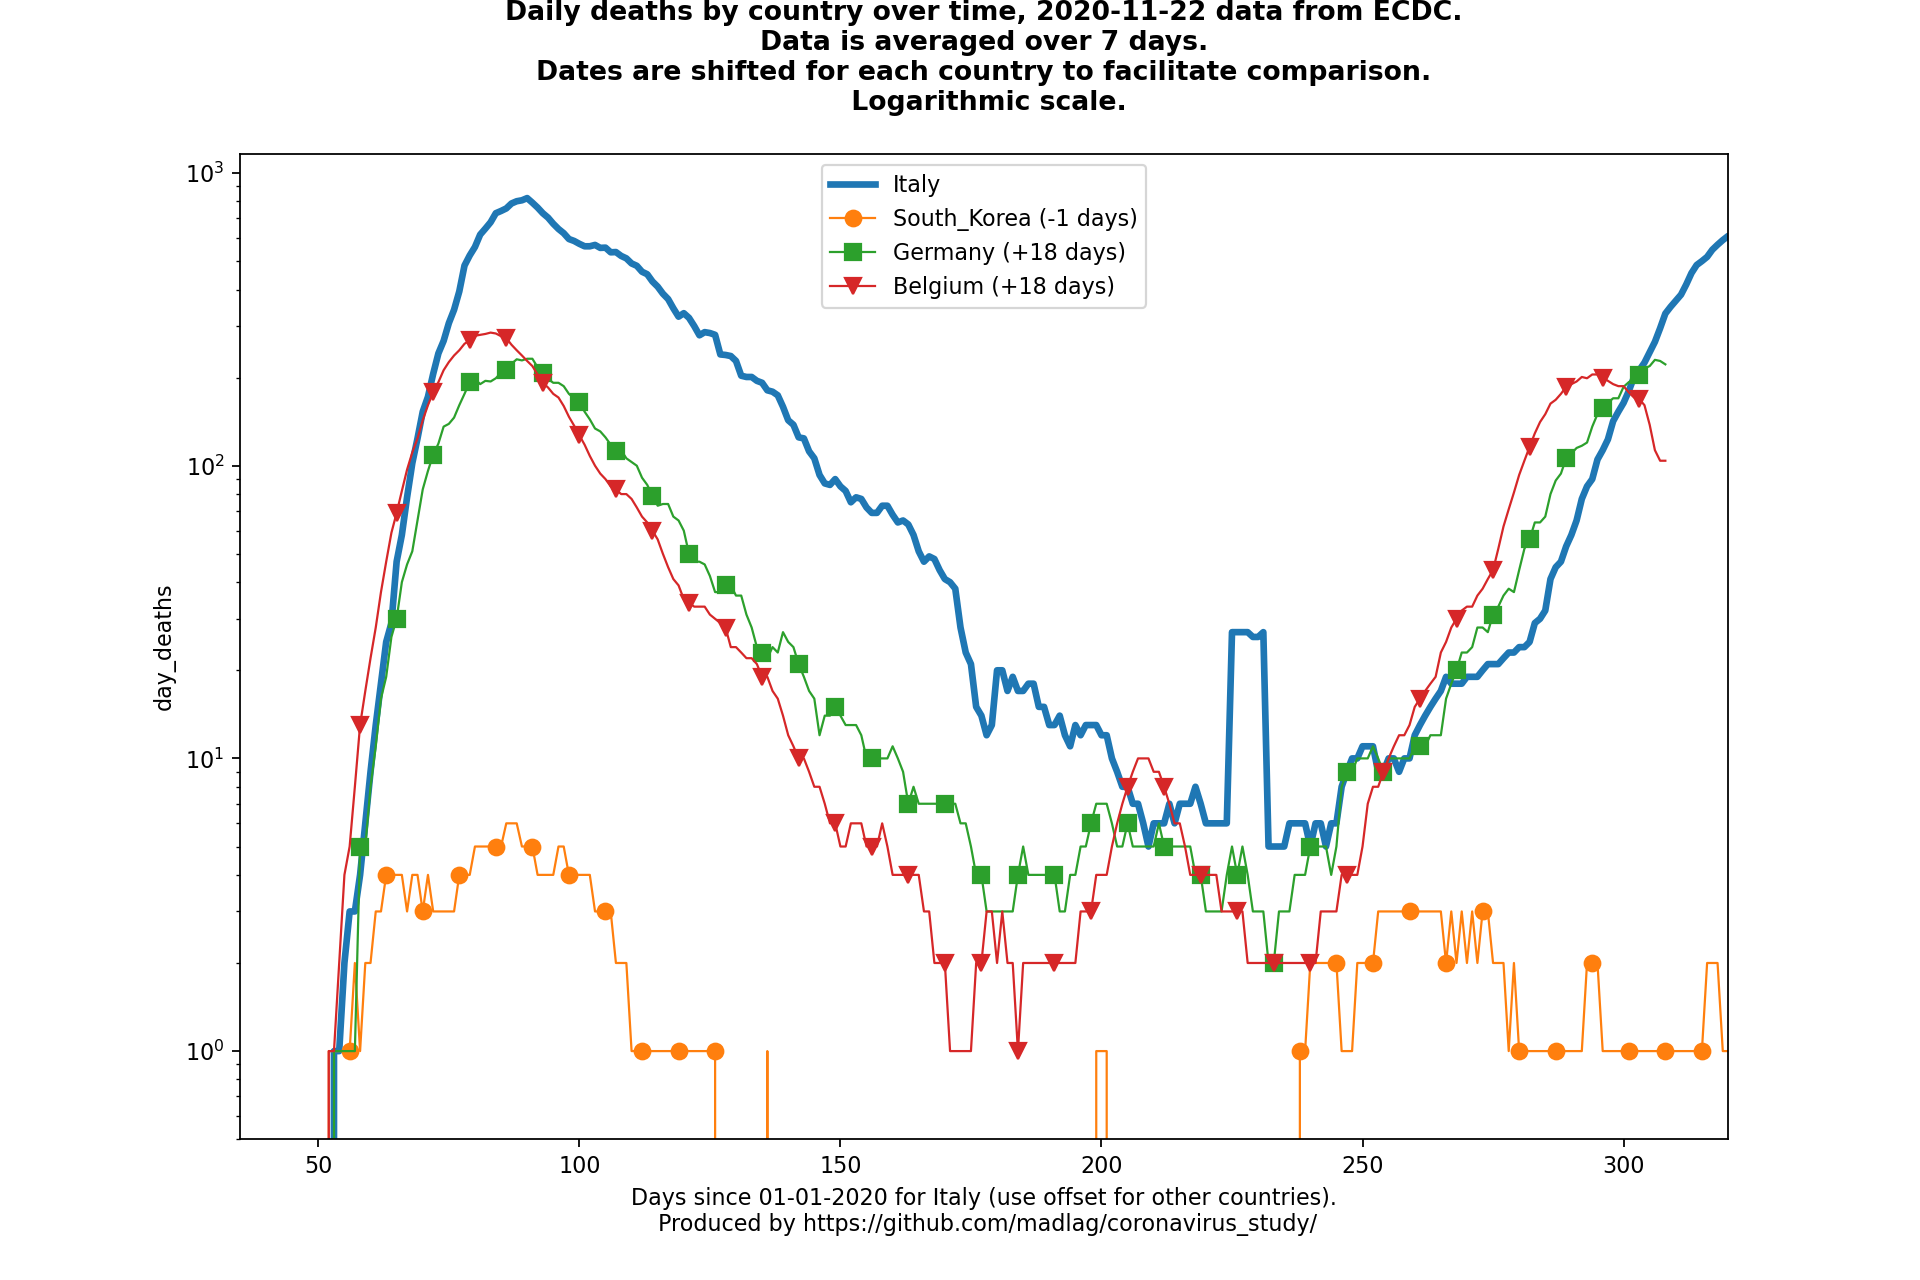 Daily deaths by country over time, 2020-11-22 data from ECDC.
Data is averaged over 7 days.
Dates are shifted for each country to facilitate comparison.
Logarithmic scale.
10³
Italy
South_Korea (-1 days)
Germany (+18 days)
Belgium (+18 days)
10²
day_deaths
10¹
10⁰
50 100 150 200 250 300
Days since 01-01-2020 for Italy (use offset for other countries).
Produced by https://github.com/madlag/coronavirus_study/